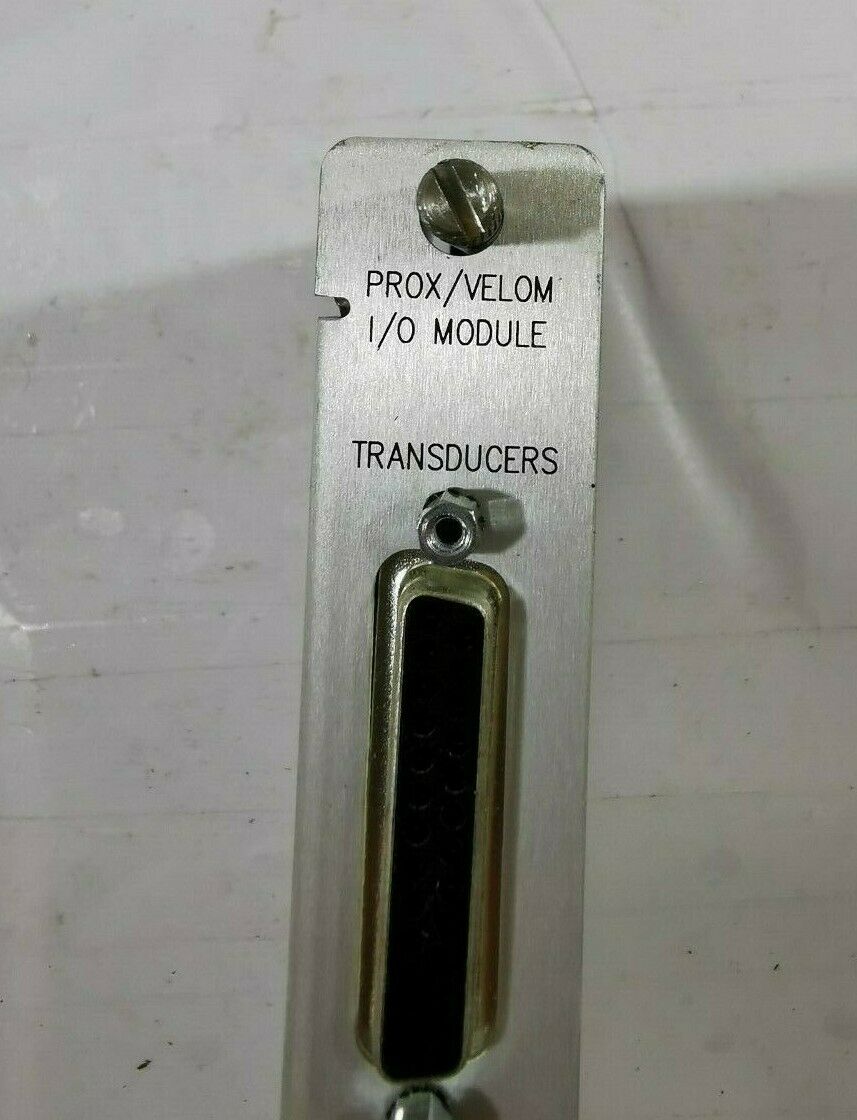 PROX/VELOM
I/O MODULE
TRANSDUCERS